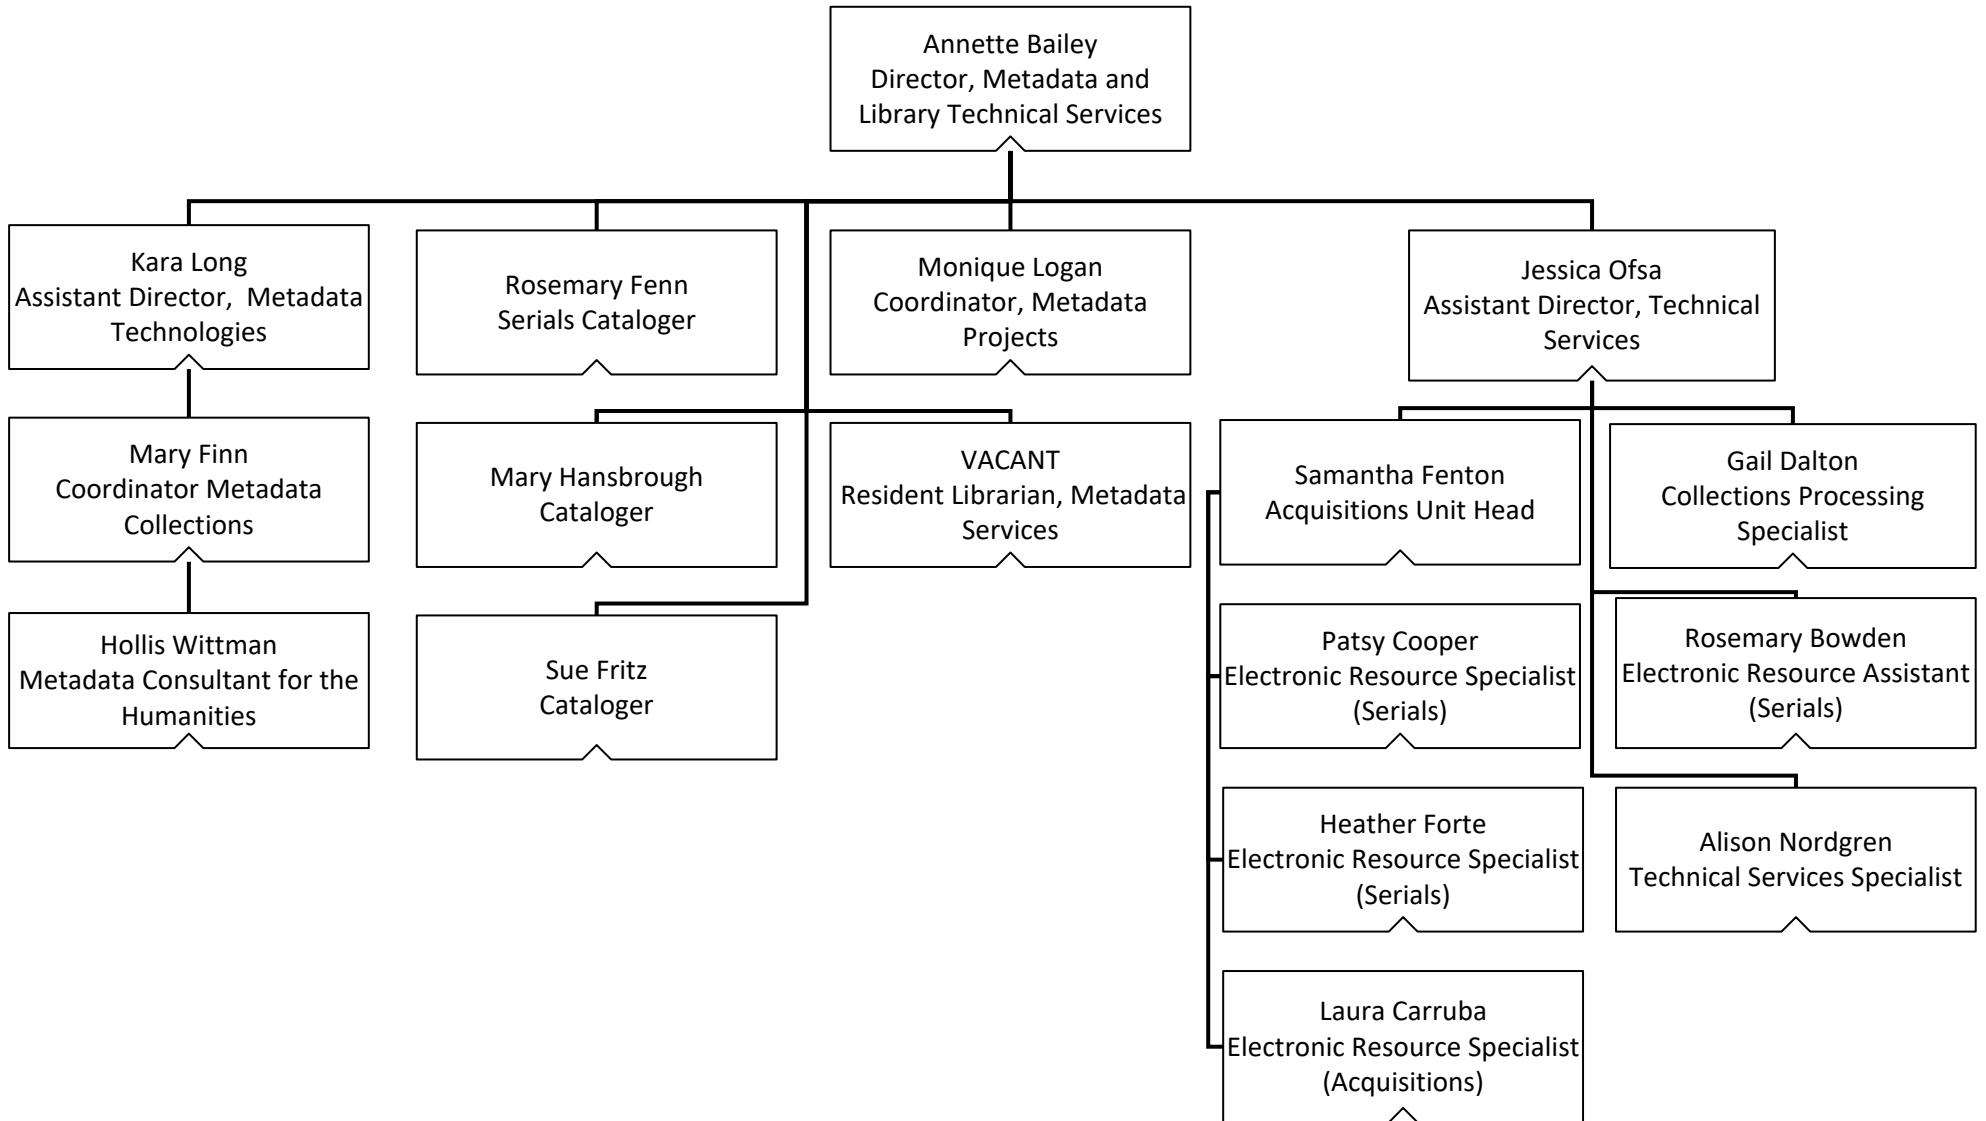 Annette Bailey
Director, Metadata and
Library Technical Services
Kara Long
Assistant Director, Metadata
Technologies
Rosemary Fenn
Serials Cataloger
Monique Logan
Coordinator, Metadata
Projects
Jessica Ofsa
Assistant Director, Technical
Services
Mary Finn
Coordinator Metadata
Collections
Mary Hansbrough
Cataloger
VACANT
Resident Librarian, Metadata
Services
Samantha Fenton
Acquisitions Unit Head
Gail Dalton
Collections Processing
Specialist
Hollis Wittman
Metadata Consultant for the
Humanities
Sue Fritz
Cataloger
Patsy Cooper
Electronic Resource Specialist
(Serials)
Rosemary Bowden
Electronic Resource Assistant
(Serials)
Heather Forte
Electronic Resource Specialist
(Serials)
Alison Nordgren
Technical Services Specialist
Laura Carruba
Electronic Resource Specialist
(Acquisitions)